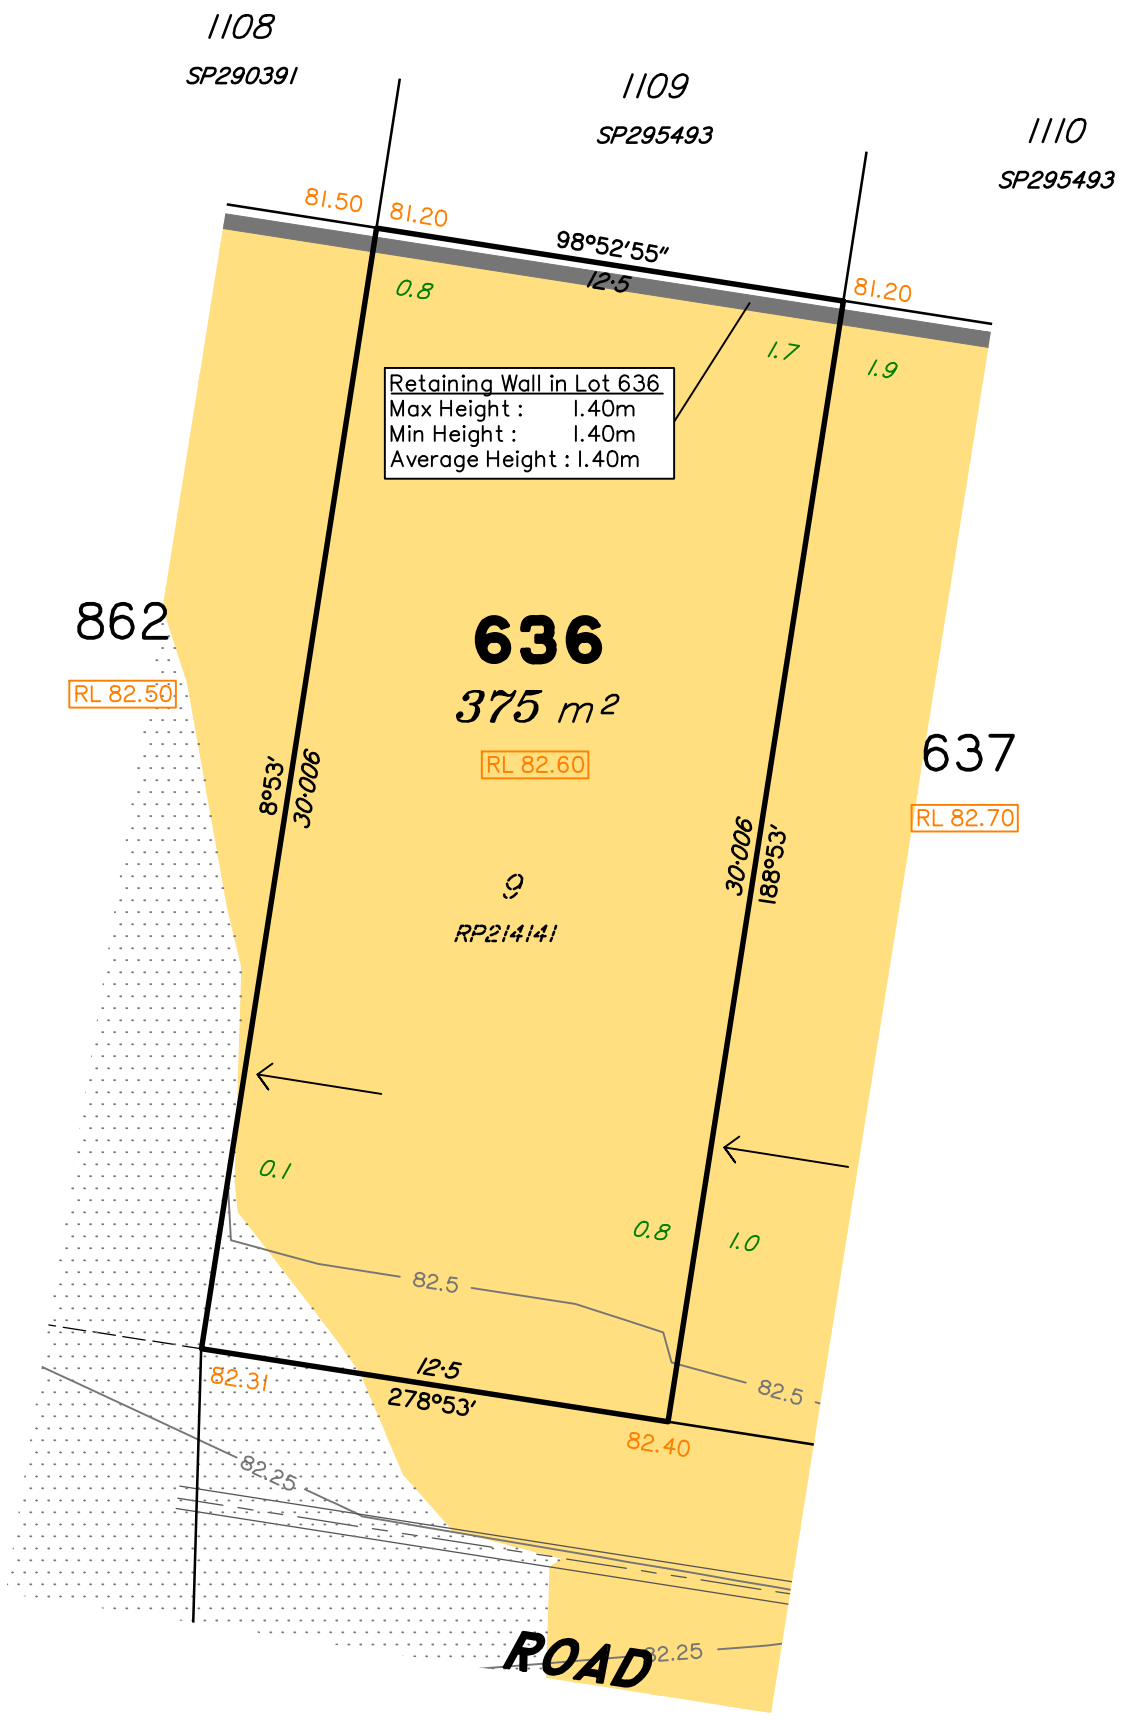 1108
SP290391
1109
SP295493
1110
SP295493
81.50
81.20
98°52'55"
12·5
81.20
0.8
1.7
1.9
Retaining Wall in Lot 636
Max Height : 1.40m
Min Height : 1.40m
Average Height : 1.40m
862
RL 82.50
636
375 m²
RL 82.60
637
RL 82.70
8°53'
30·006
30·006
188°53'
9
RP214141
0.1
0.8
1.0
82.5
82.5
12·5
278°53'
82.31
82.40
82.25
82.25
ROAD